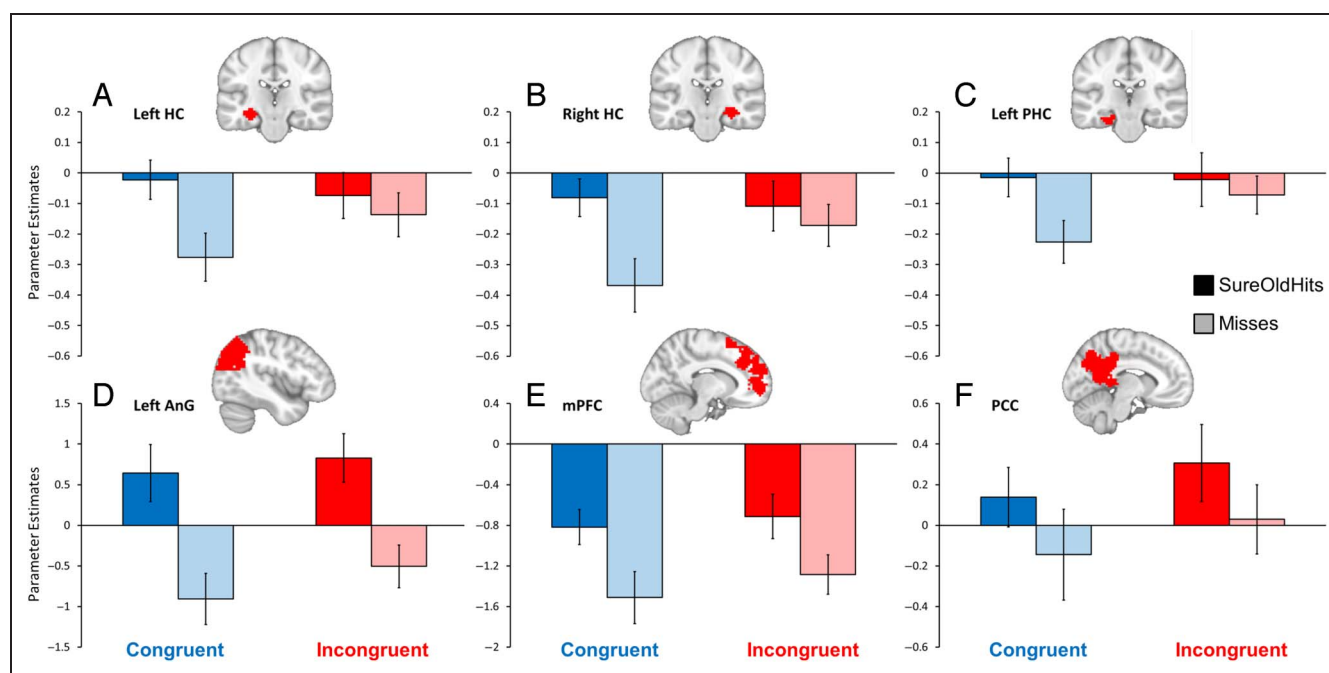 A
Left HC
B
Right HC
C
Left PHC
Parameter Estimates
0.2
0.1
0
−0.1
−0.2
−0.3
−0.4
−0.5
−0.6
0.2
0.1
0
−0.1
−0.2
−0.3
−0.4
−0.5
−0.6
0.2
0.1
0
−0.1
−0.2
−0.3
−0.4
−0.5
−0.6
SureOldHits
Misses
D
Left AnG
E
mPFC
F
PCC
Parameter Estimates
1.5
1
0.5
0
−0.5
−1
−1.5
0.4
0
−0.4
−0.8
−1.2
−1.6
−2
0.6
0.4
0.2
0
−0.2
−0.4
−0.6
Congruent
Incongruent
Congruent
Incongruent
Congruent
Incongruent